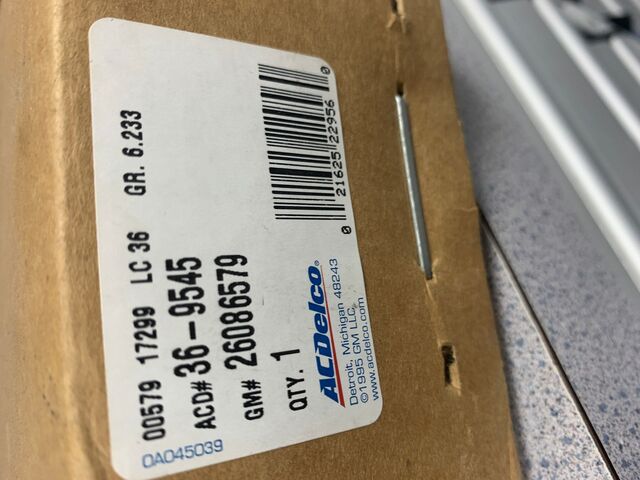 00579 17299 LC 36 GR. 6.233
ACD# 36-9545
GM# 26086579
QTY. 1
0 21625 22956 0
ACDelco®
Detroit, Michigan 48243
©1995 GM LLC,
www.acdelco.com
0A045039